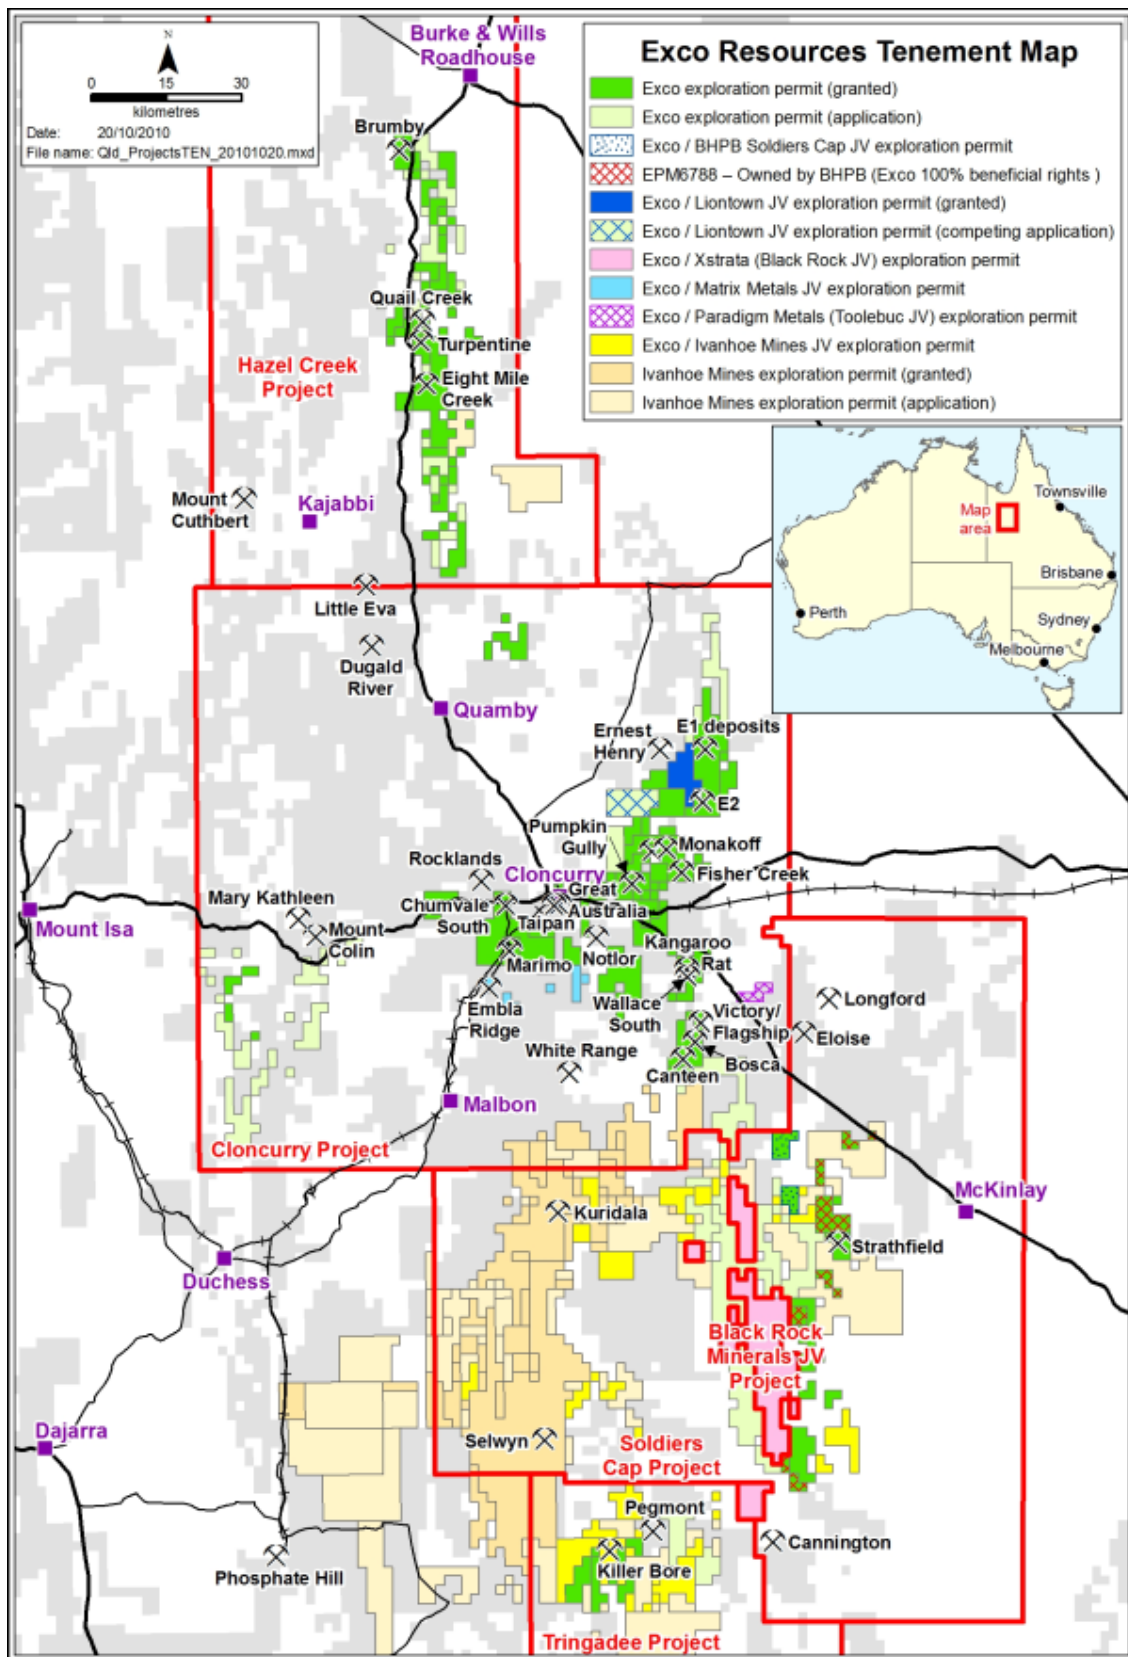 N
0 15 30
kilometres
Date: 20/10/2010
File name: Qld_ProjectsTEN_20101020.mxd
Burke & Wills
Roadhouse
Exco Resources Tenement Map
Exco exploration permit (granted)
Exco exploration permit (application)
Exco / BHPB Soldiers Cap JV exploration permit
EPM6788 – Owned by BHPB (Exco 100% beneficial rights )
Exco / Liontown JV exploration permit (granted)
Exco / Liontown JV exploration permit (competing application)
Exco / Xstrata (Black Rock JV) exploration permit
Exco / Matrix Metals JV exploration permit
Exco / Paradigm Metals (Toolebuc JV) exploration permit
Exco / Ivanhoe Mines JV exploration permit
Ivanhoe Mines exploration permit (granted)
Ivanhoe Mines exploration permit (application)
Map
area
Townsville
Brisbane
Perth
Sydney
Melbourne
Brumby
Quail Creek
Turpentine
Hazel Creek
Project
Eight Mile
Creek
Mount
Cuthbert
Kajabbi
Little Eva
Dugald
River
Quamby
Ernest
Henry
E1 deposits
E2
Pumpkin
Gully
Monakoff
Fisher Creek
Rocklands
Cloncurry
Great
Australia
Mary Kathleen
Chumvale
South
Taipan
Mount Isa
Mount
Colin
Marimo
Notlor
Kangaroo
Rat
Embla
Ridge
Wallace
South
Victory/
Flagship
Longford
Eloise
White Range
Bosca
Canteen
Malbon
Cloncurry Project
Kuridala
McKinlay
Strathfield
Duchess
Black Rock
Minerals JV
Project
Dajarra
Selwyn
Soldiers
Cap Project
Pegmont
Cannington
Phosphate Hill
Killer Bore
Tringadee Project